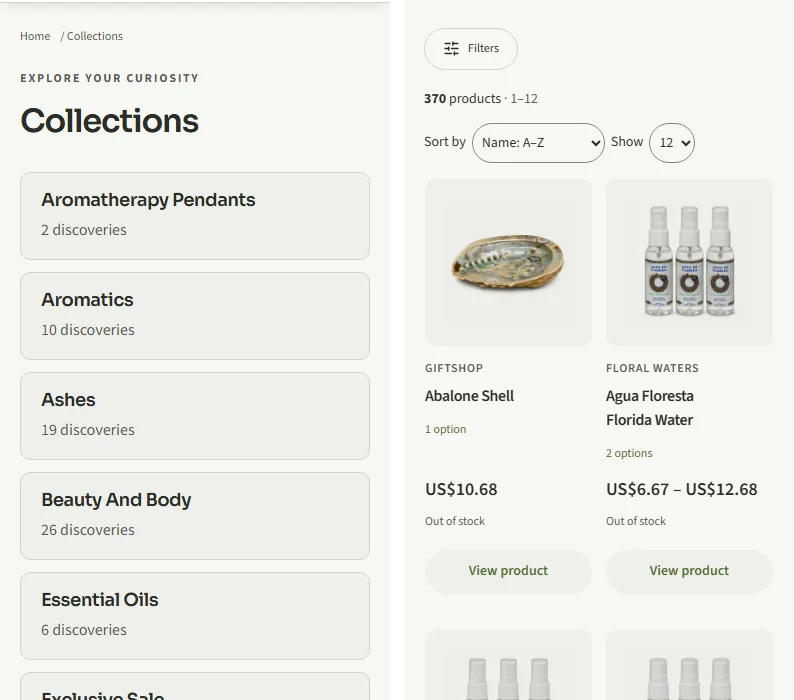 Home / Collections
EXPLORE YOUR CURIOSITY
Collections
Aromatherapy Pendants
2 discoveries
Aromatics
10 discoveries
Ashes
19 discoveries
Beauty And Body
26 discoveries
Essential Oils
6 discoveries
Exclusive Sale
Filters
370 products · 1–12
Sort by Name: A–Z Show 12
GIFTSHOP
Abalone Shell
1 option
US$10.68
Out of stock
View product
FLORAL WATERS
Agua Floresta
Florida Water
2 options
US$6.67 – US$12.68
Out of stock
View product